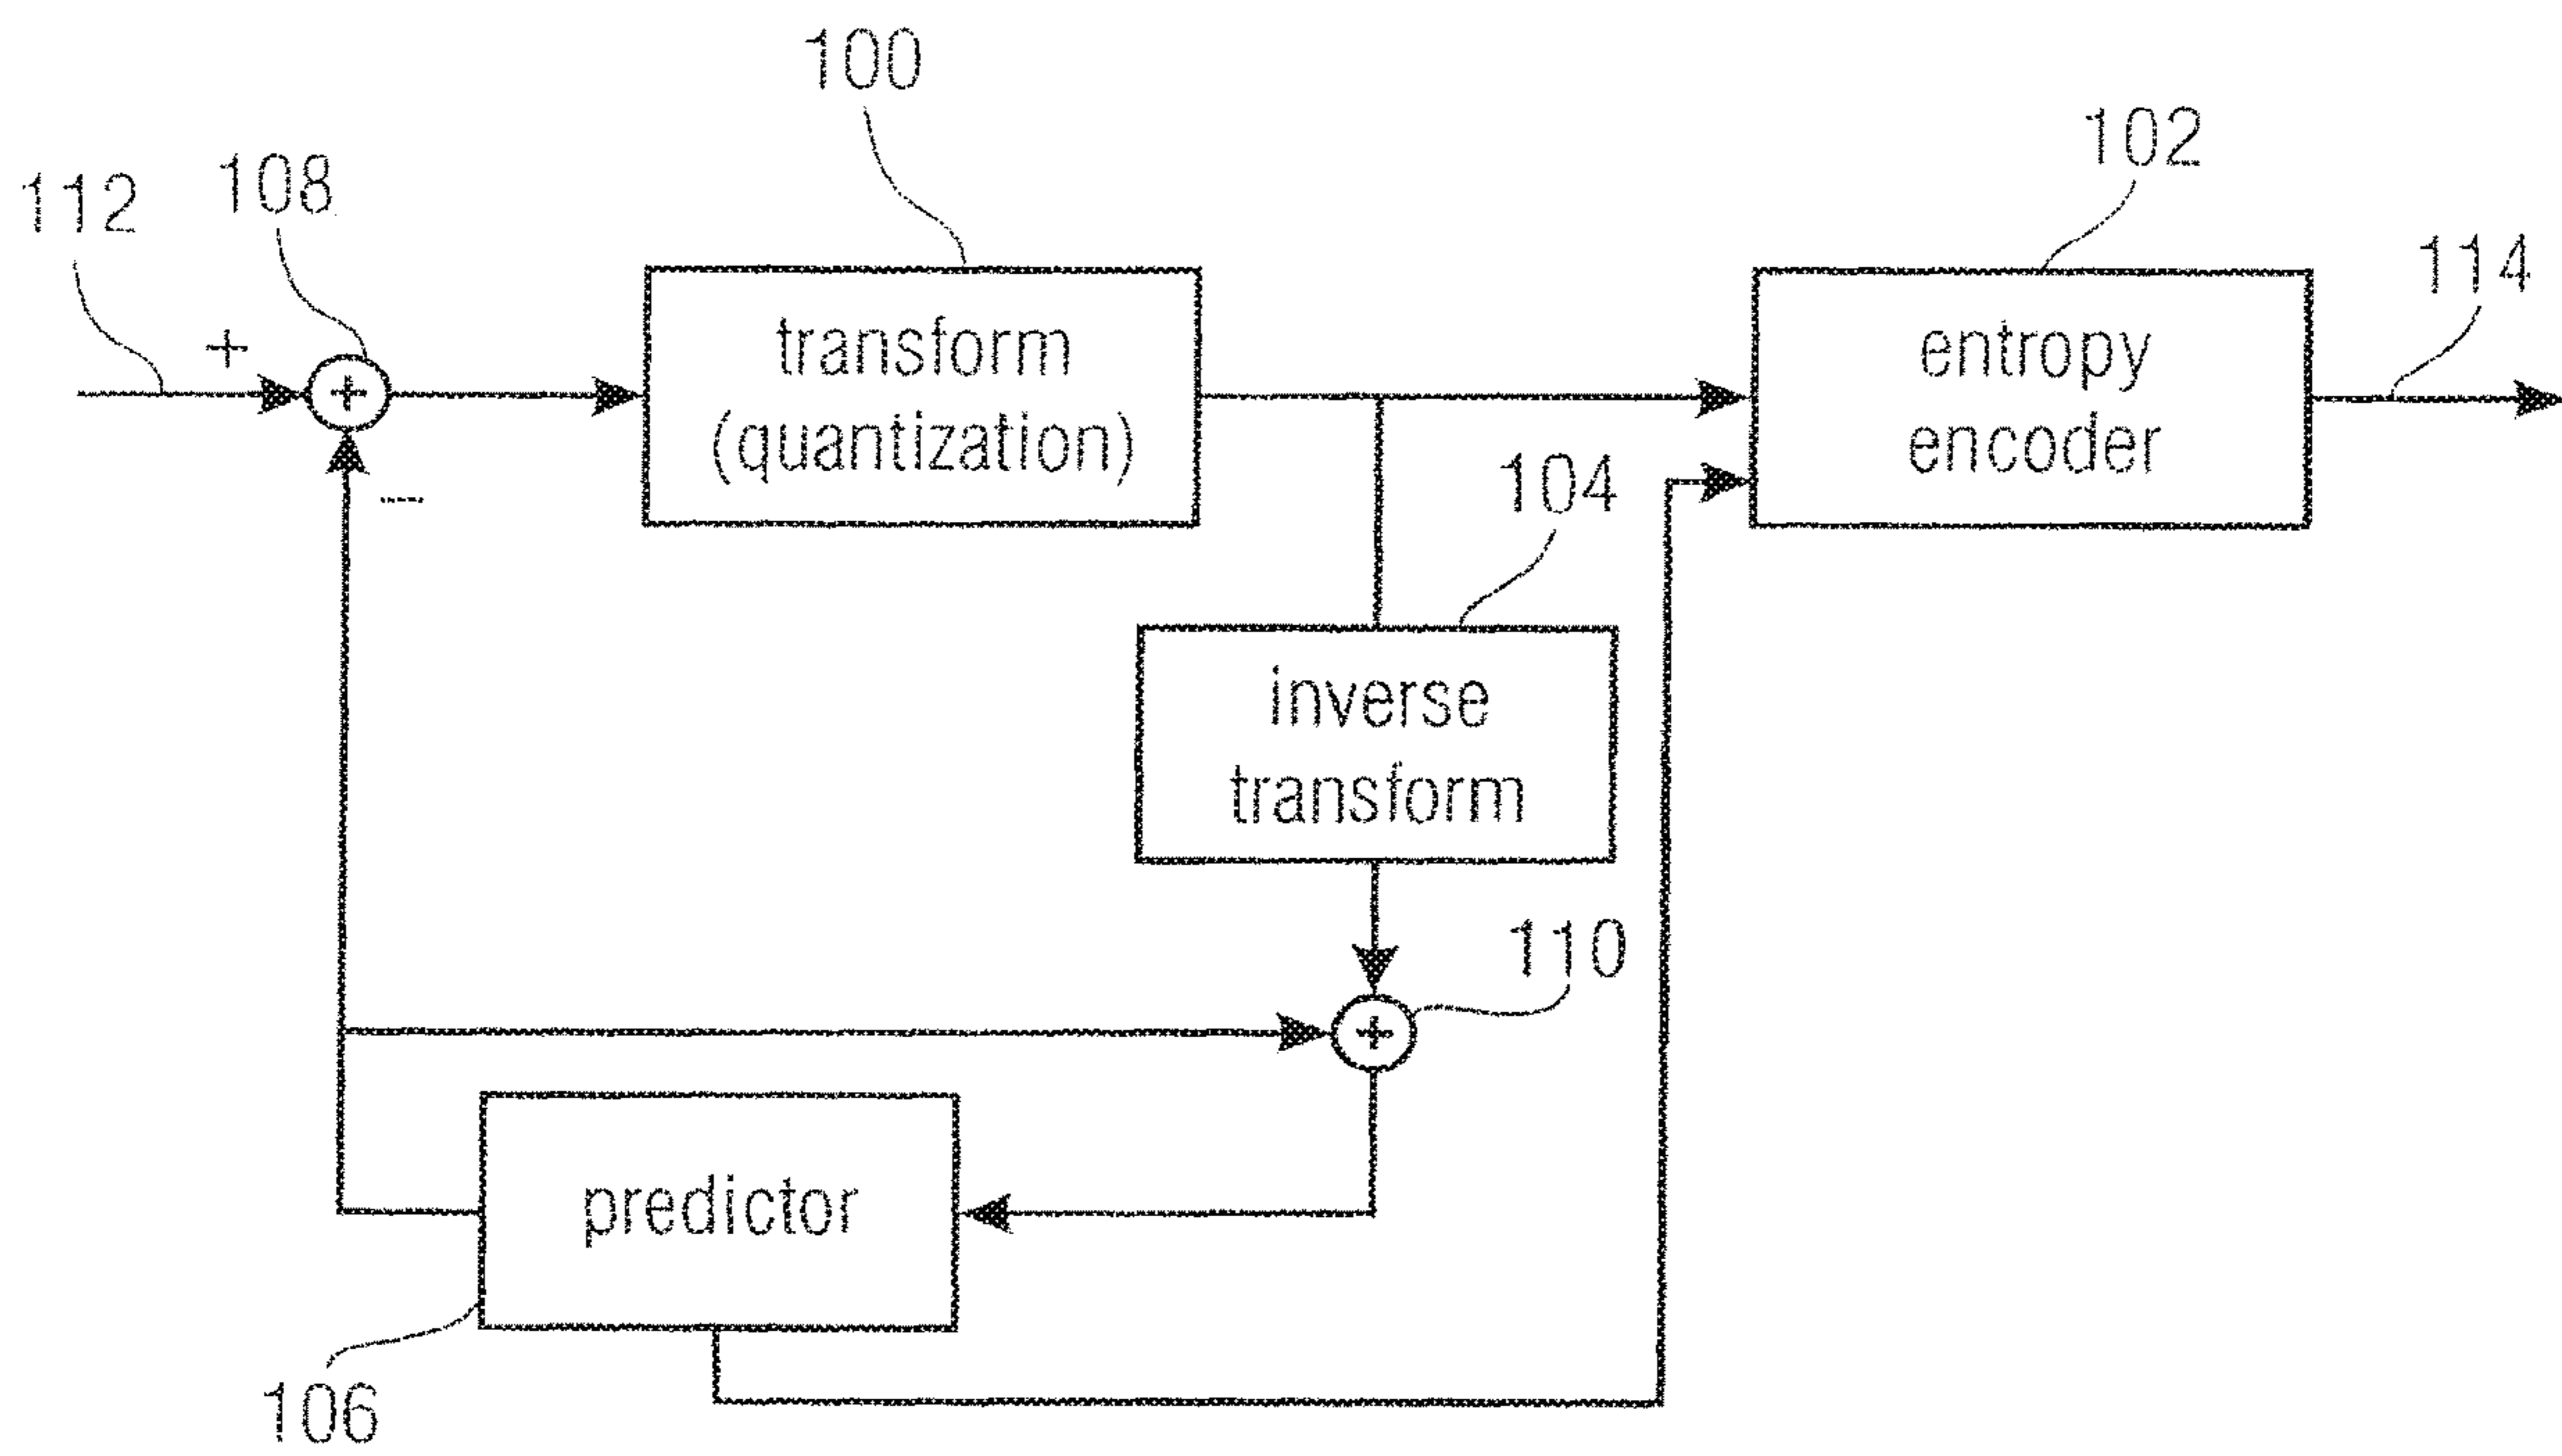 100
102
108
112
114
+
+
transform
(quantization)
entropy
encoder
–
104
inverse
transform
110
+
predictor
106